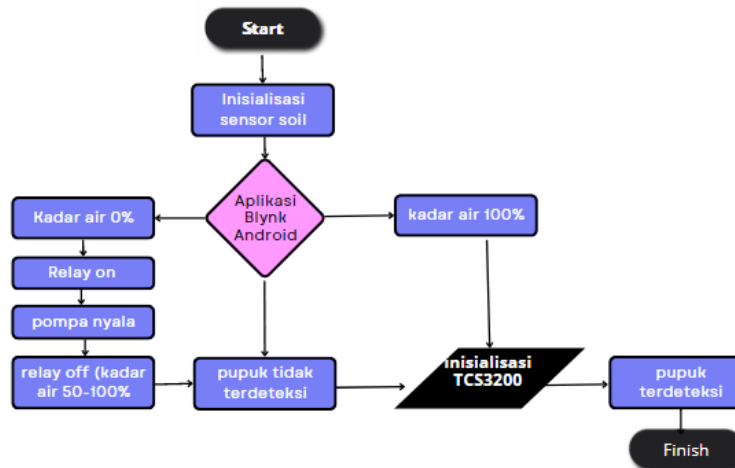 Start
Inisialisasi
sensor soil
Aplikasi
Blynk
Android
Kadar air 0%
kadar air 100%
Relay on
pompa nyala
relay off (kadar
air 50-100%
pupuk tidak
terdeteksi
inisialisasi
TCS3200
pupuk
terdeteksi
Finish